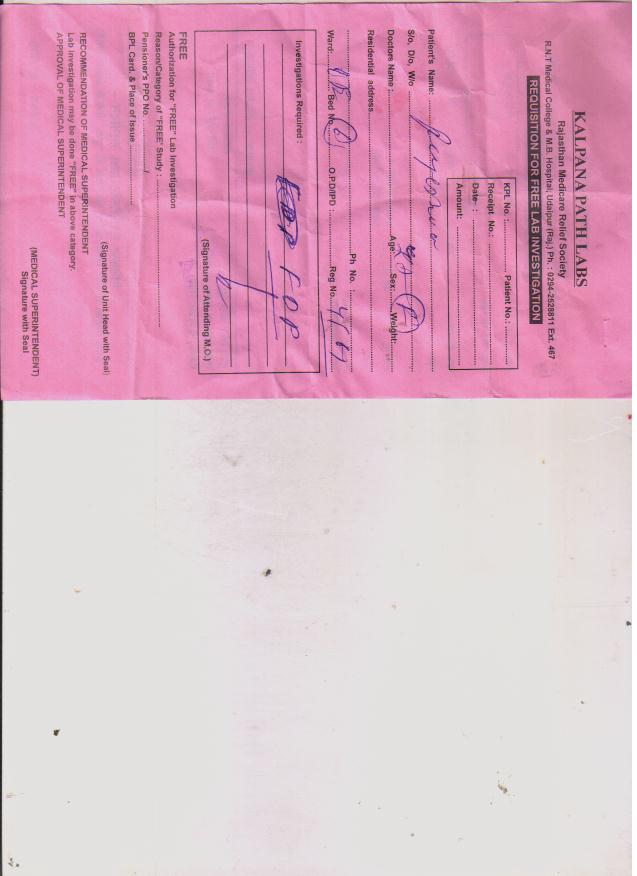 KALPANA PATH LABS
Rajasthan Medicare Relief Society
R.N.T Medical College & M.B. Hospital, Udaipur (Raj.) Ph. : 0294-2528811 Ext. 467
REQUISITION FOR FREE LAB INVESTIGATION
KPL No. : Patient No.:
Receipt No.:
Date- :
Amount:
Patient's Name:
S/o, D/o, W/o Age: Sex: Weight:
Doctors Name :
Residential address
Ph No. :
Ward: Bed No. O.P.D/IPD : Reg No.
Investigations Required :
F D P
(Signature of Attending M.O.)
FREE
Authorization for "FREE" Lab Investigation
Reason/Category of "FREE' Study :
Pensioner's PPO No. /
BPL Card. & Place of Issue
(Signature of Unit Head with Seal)
RECOMMENDATION OF MEDICAL SUPERINTENDENT
Lab Investigation may be done "FREE" in above category.
APPROVAL OF MEDICAL SUPERINTENDENT
(MEDICAL SUPERINTENDENT)
Signature with Seal